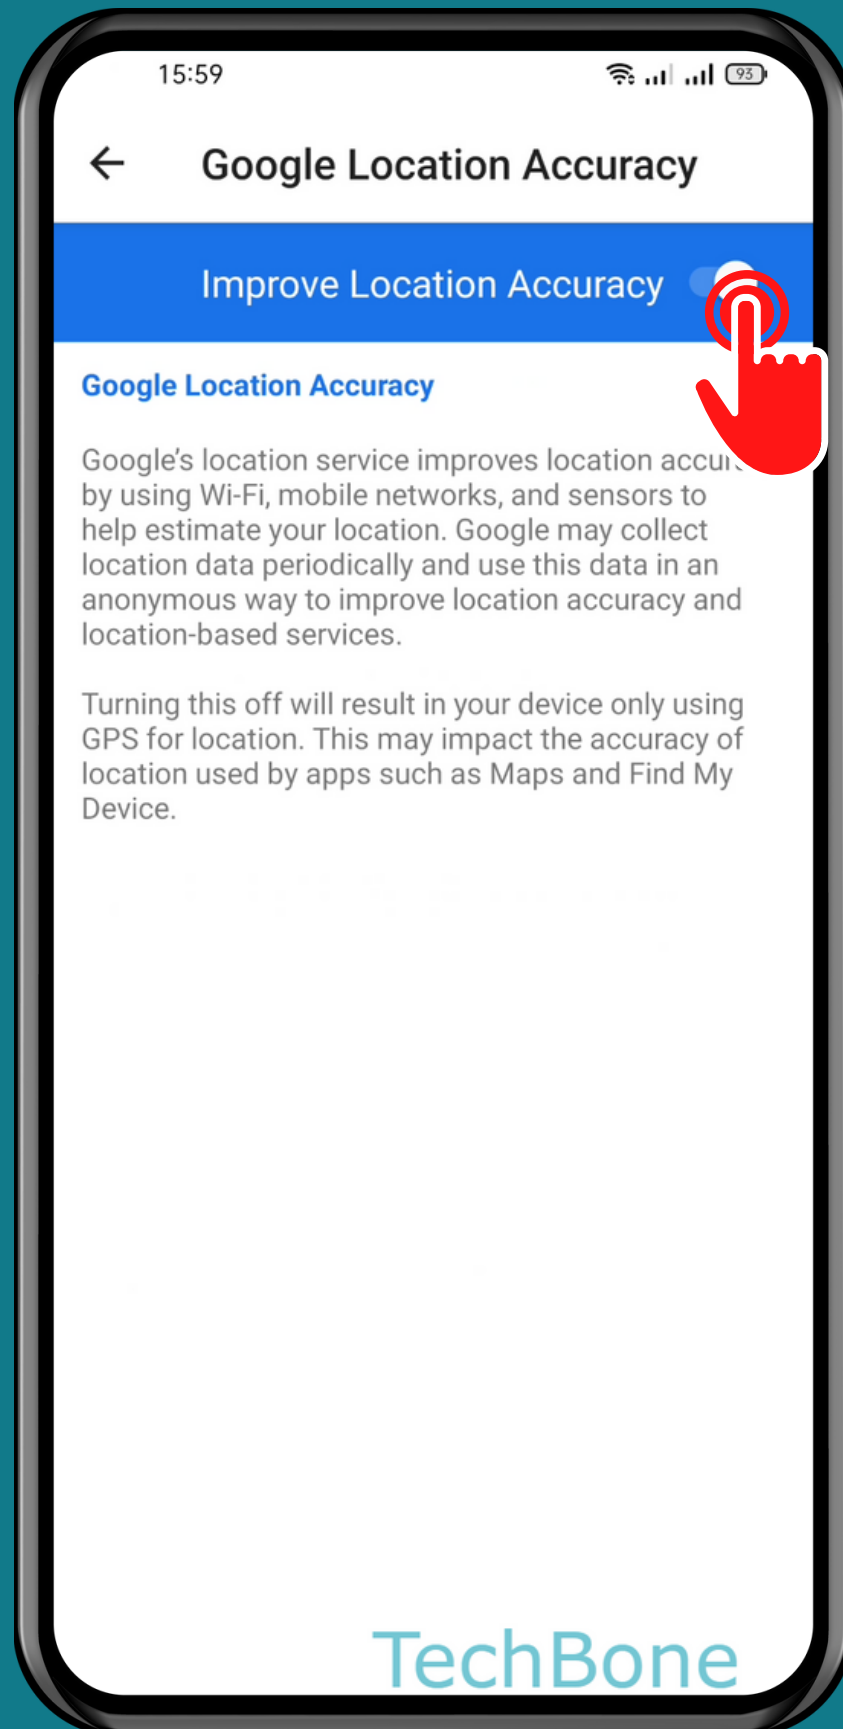 15:59
93
Google Location Accuracy
Improve Location Accuracy
Google Location Accuracy
Google's location service improves location
by using Wi-Fi, mobile networks, and sensors to
help estimate your location. Google may collect
location data periodically and use this data in an
anonymous way to improve location accuracy and
location-based services.
Turning this off will result in your device only using
GPS for location. This may impact the accuracy of
location used by apps such as Maps and Find My
Device.
TechBone